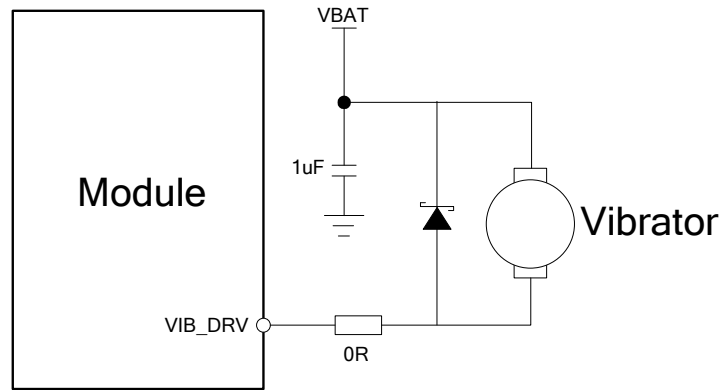 VBAT
1uF
Module
Vibrator
VIB_DRV
0R